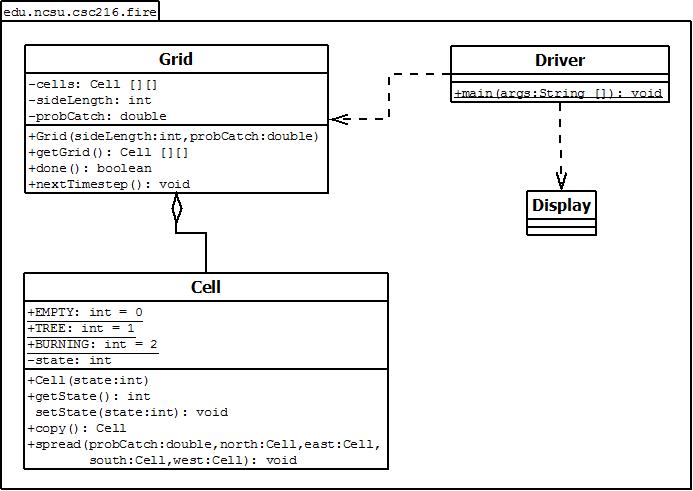 edu.ncsu.csc216.fire
Grid
-cells: Cell [][]
-sideLength: int
-probCatch: double
+Grid(sideLength:int,probCatch:double)
+getGrid(): Cell [][]
+done(): boolean
+nextTimestep(): void
Driver
+main(args:String []): void
Display
Cell
+EMPTY: int = 0
+TREE: int = 1
+BURNING: int = 2
-state: int
+Cell(state:int)
+getState(): int
setState(state:int): void
+copy(): Cell
+spread(probCatch:double,north:Cell,east:Cell,
south:Cell,west:Cell): void